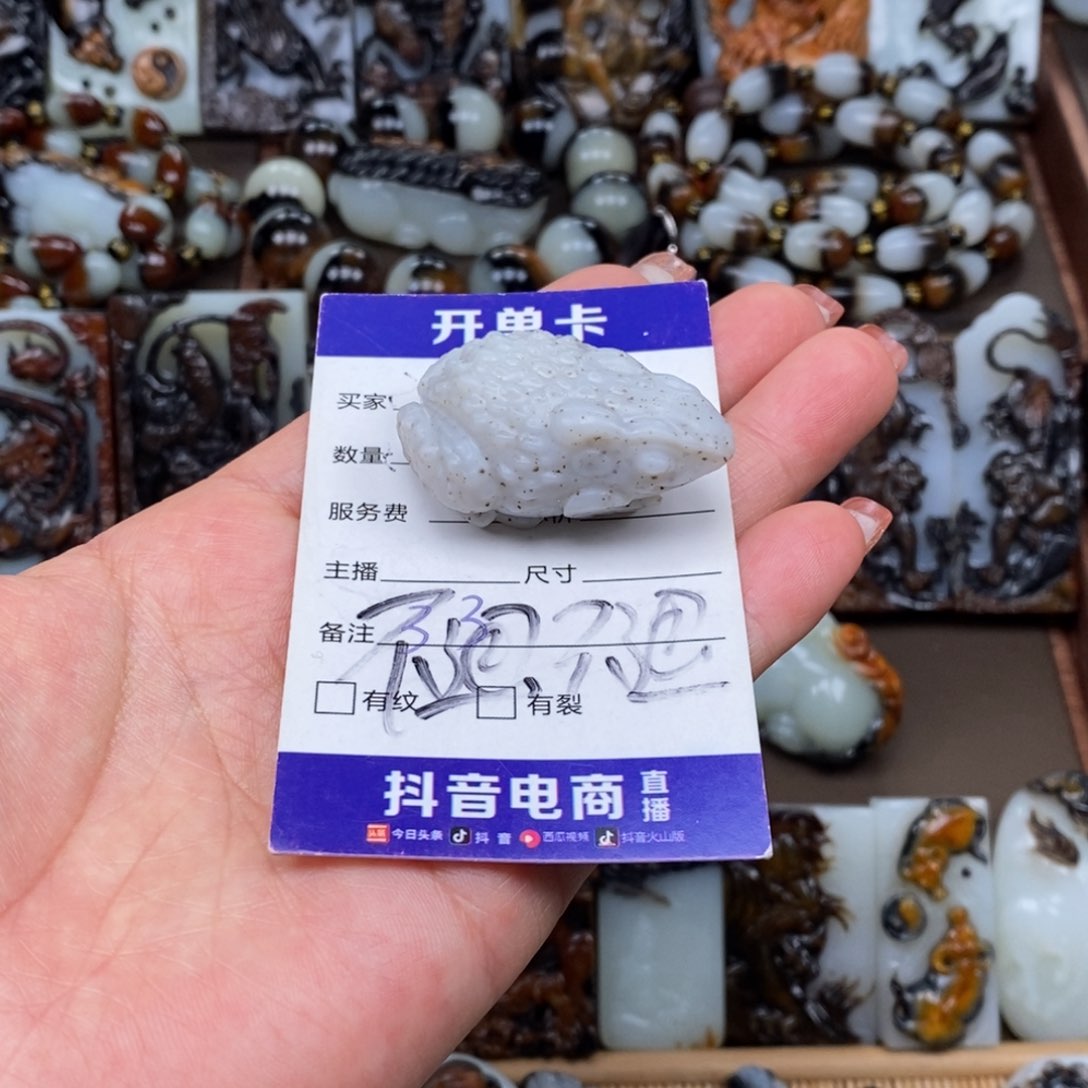 开单卡
买家
数量
服务费
主播 尺寸
备注
有纹 有裂
抖音电商 直播
今日头条 抖音 西瓜视频 抖音火山版